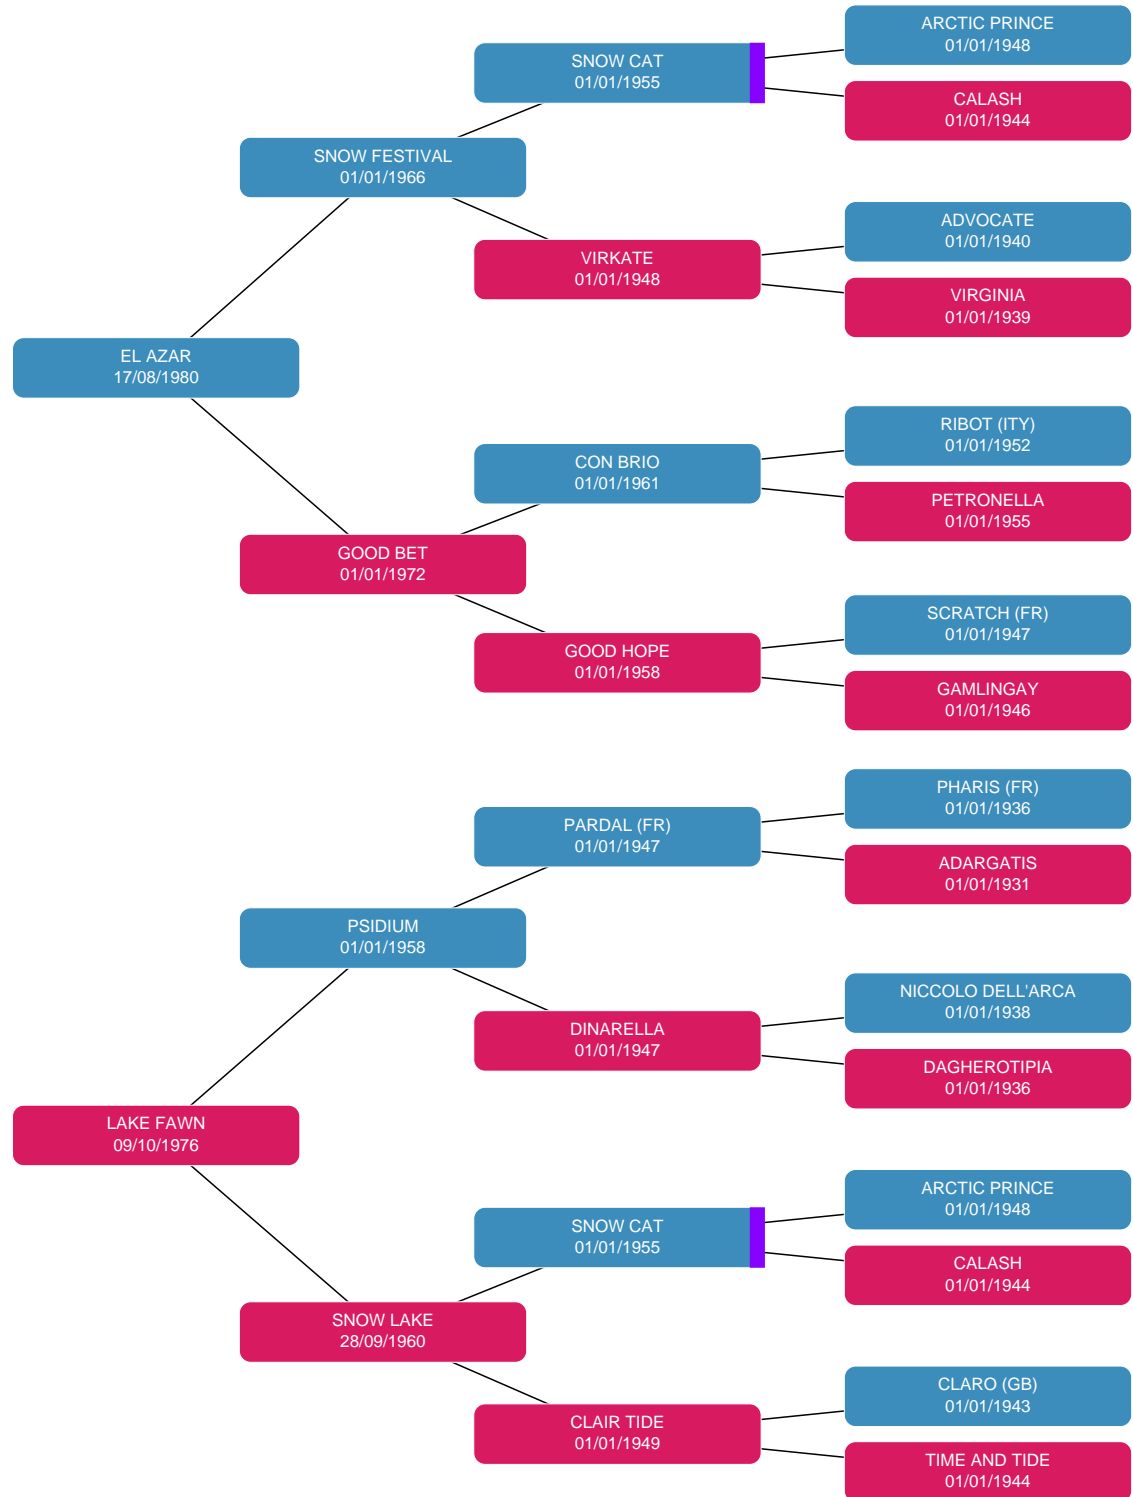 ARCTIC PRINCE
01/01/1948
SNOW CAT
01/01/1955
CALASH
01/01/1944
SNOW FESTIVAL
01/01/1966
ADVOCATE
01/01/1940
VIRKATE
01/01/1948
VIRGINIA
01/01/1939
EL AZAR
17/08/1980
RIBOT (ITY)
01/01/1952
CON BRIO
01/01/1961
PETRONELLA
01/01/1955
GOOD BET
01/01/1972
SCRATCH (FR)
01/01/1947
GOOD HOPE
01/01/1958
GAMLINGAY
01/01/1946
PHARIS (FR)
01/01/1936
PARDAL (FR)
01/01/1947
ADARGATIS
01/01/1931
PSIDIUM
01/01/1958
NICCOLO DELL'ARCA
01/01/1938
DINARELLA
01/01/1947
DAGHEROTIPIA
01/01/1936
LAKE FAWN
09/10/1976
ARCTIC PRINCE
01/01/1948
SNOW CAT
01/01/1955
CALASH
01/01/1944
SNOW LAKE
28/09/1960
CLARO (GB)
01/01/1943
CLAIR TIDE
01/01/1949
TIME AND TIDE
01/01/1944